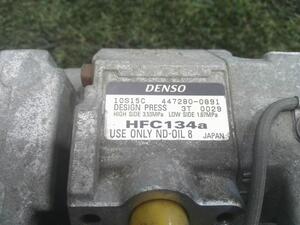 DENSO
10S15C 447280-0891
DESIGN PRESS 3T 0029
HIGH SIDE 3.53MPa LOW SIDE 1.67MPa
HFC134a
USE ONLY ND-OIL 8 JAPAN